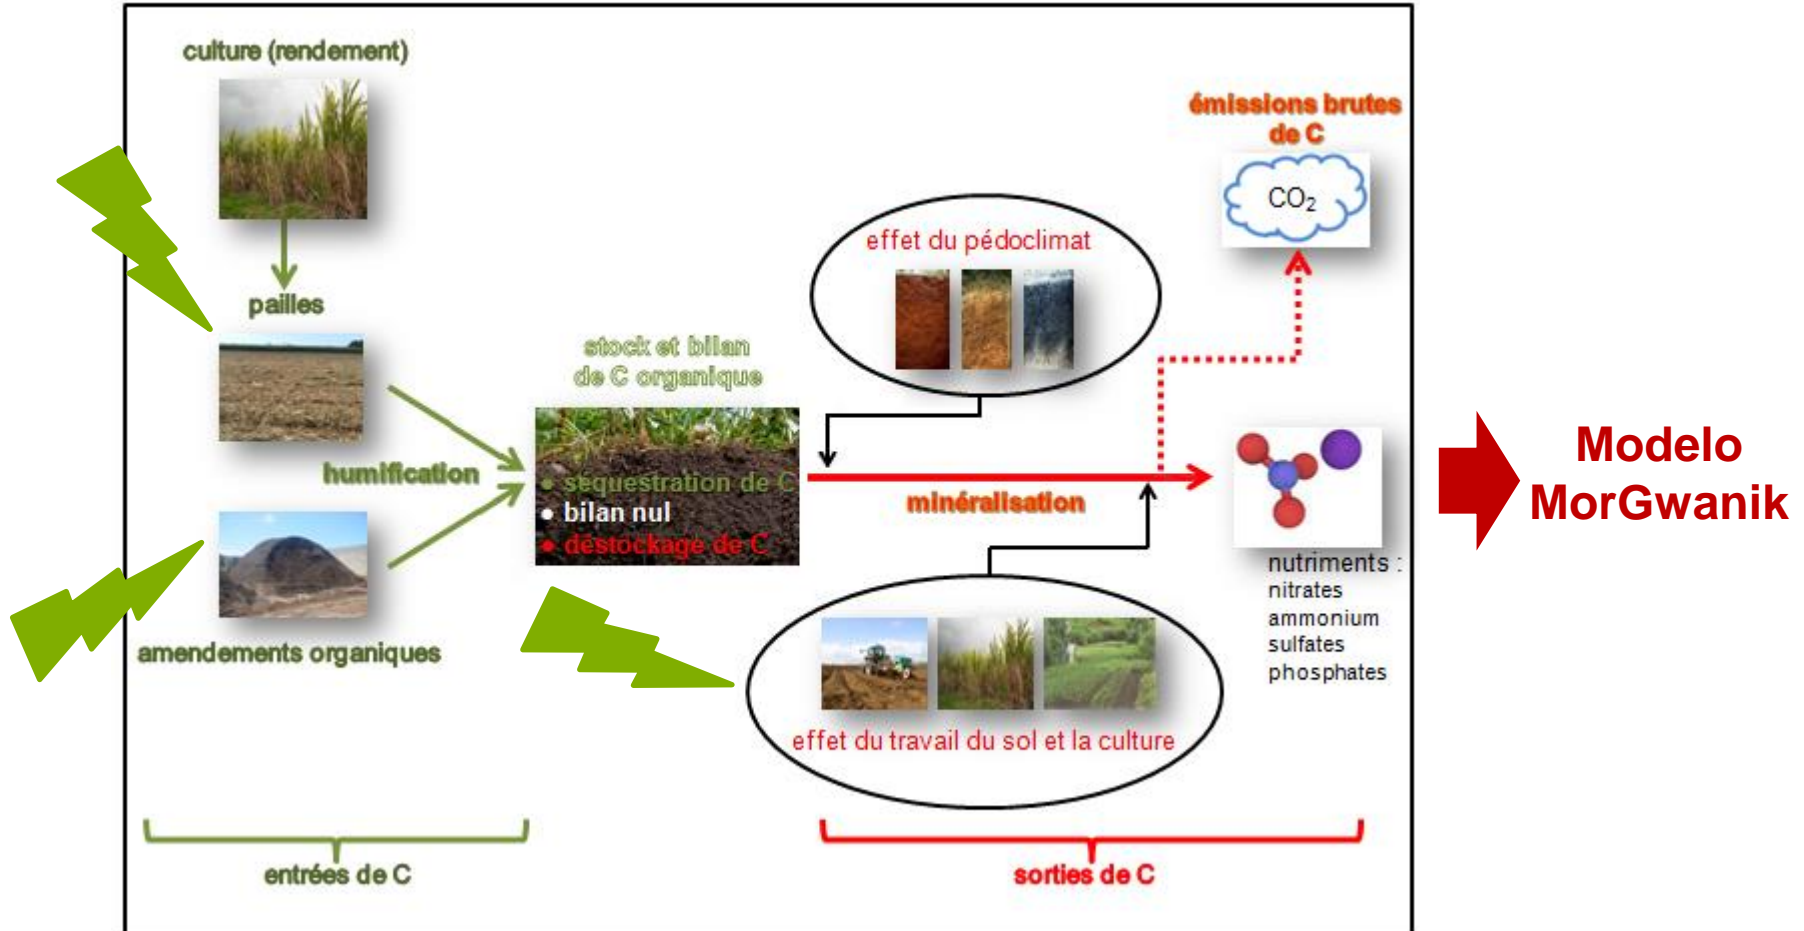 culture (rendement)
pailles
humification
amendements organiques
entrées de C
stock et bilan
de C organique
• séquestration de C
• bilan nul
• déstockage de C
effet du pédoclimat
minéralisation
effet du travail du sol et la culture
sorties de C
émissions brutes
de C
CO₂
nutriments :
nitrates
ammonium
sulfates
phosphates
Modelo
MorGwanik